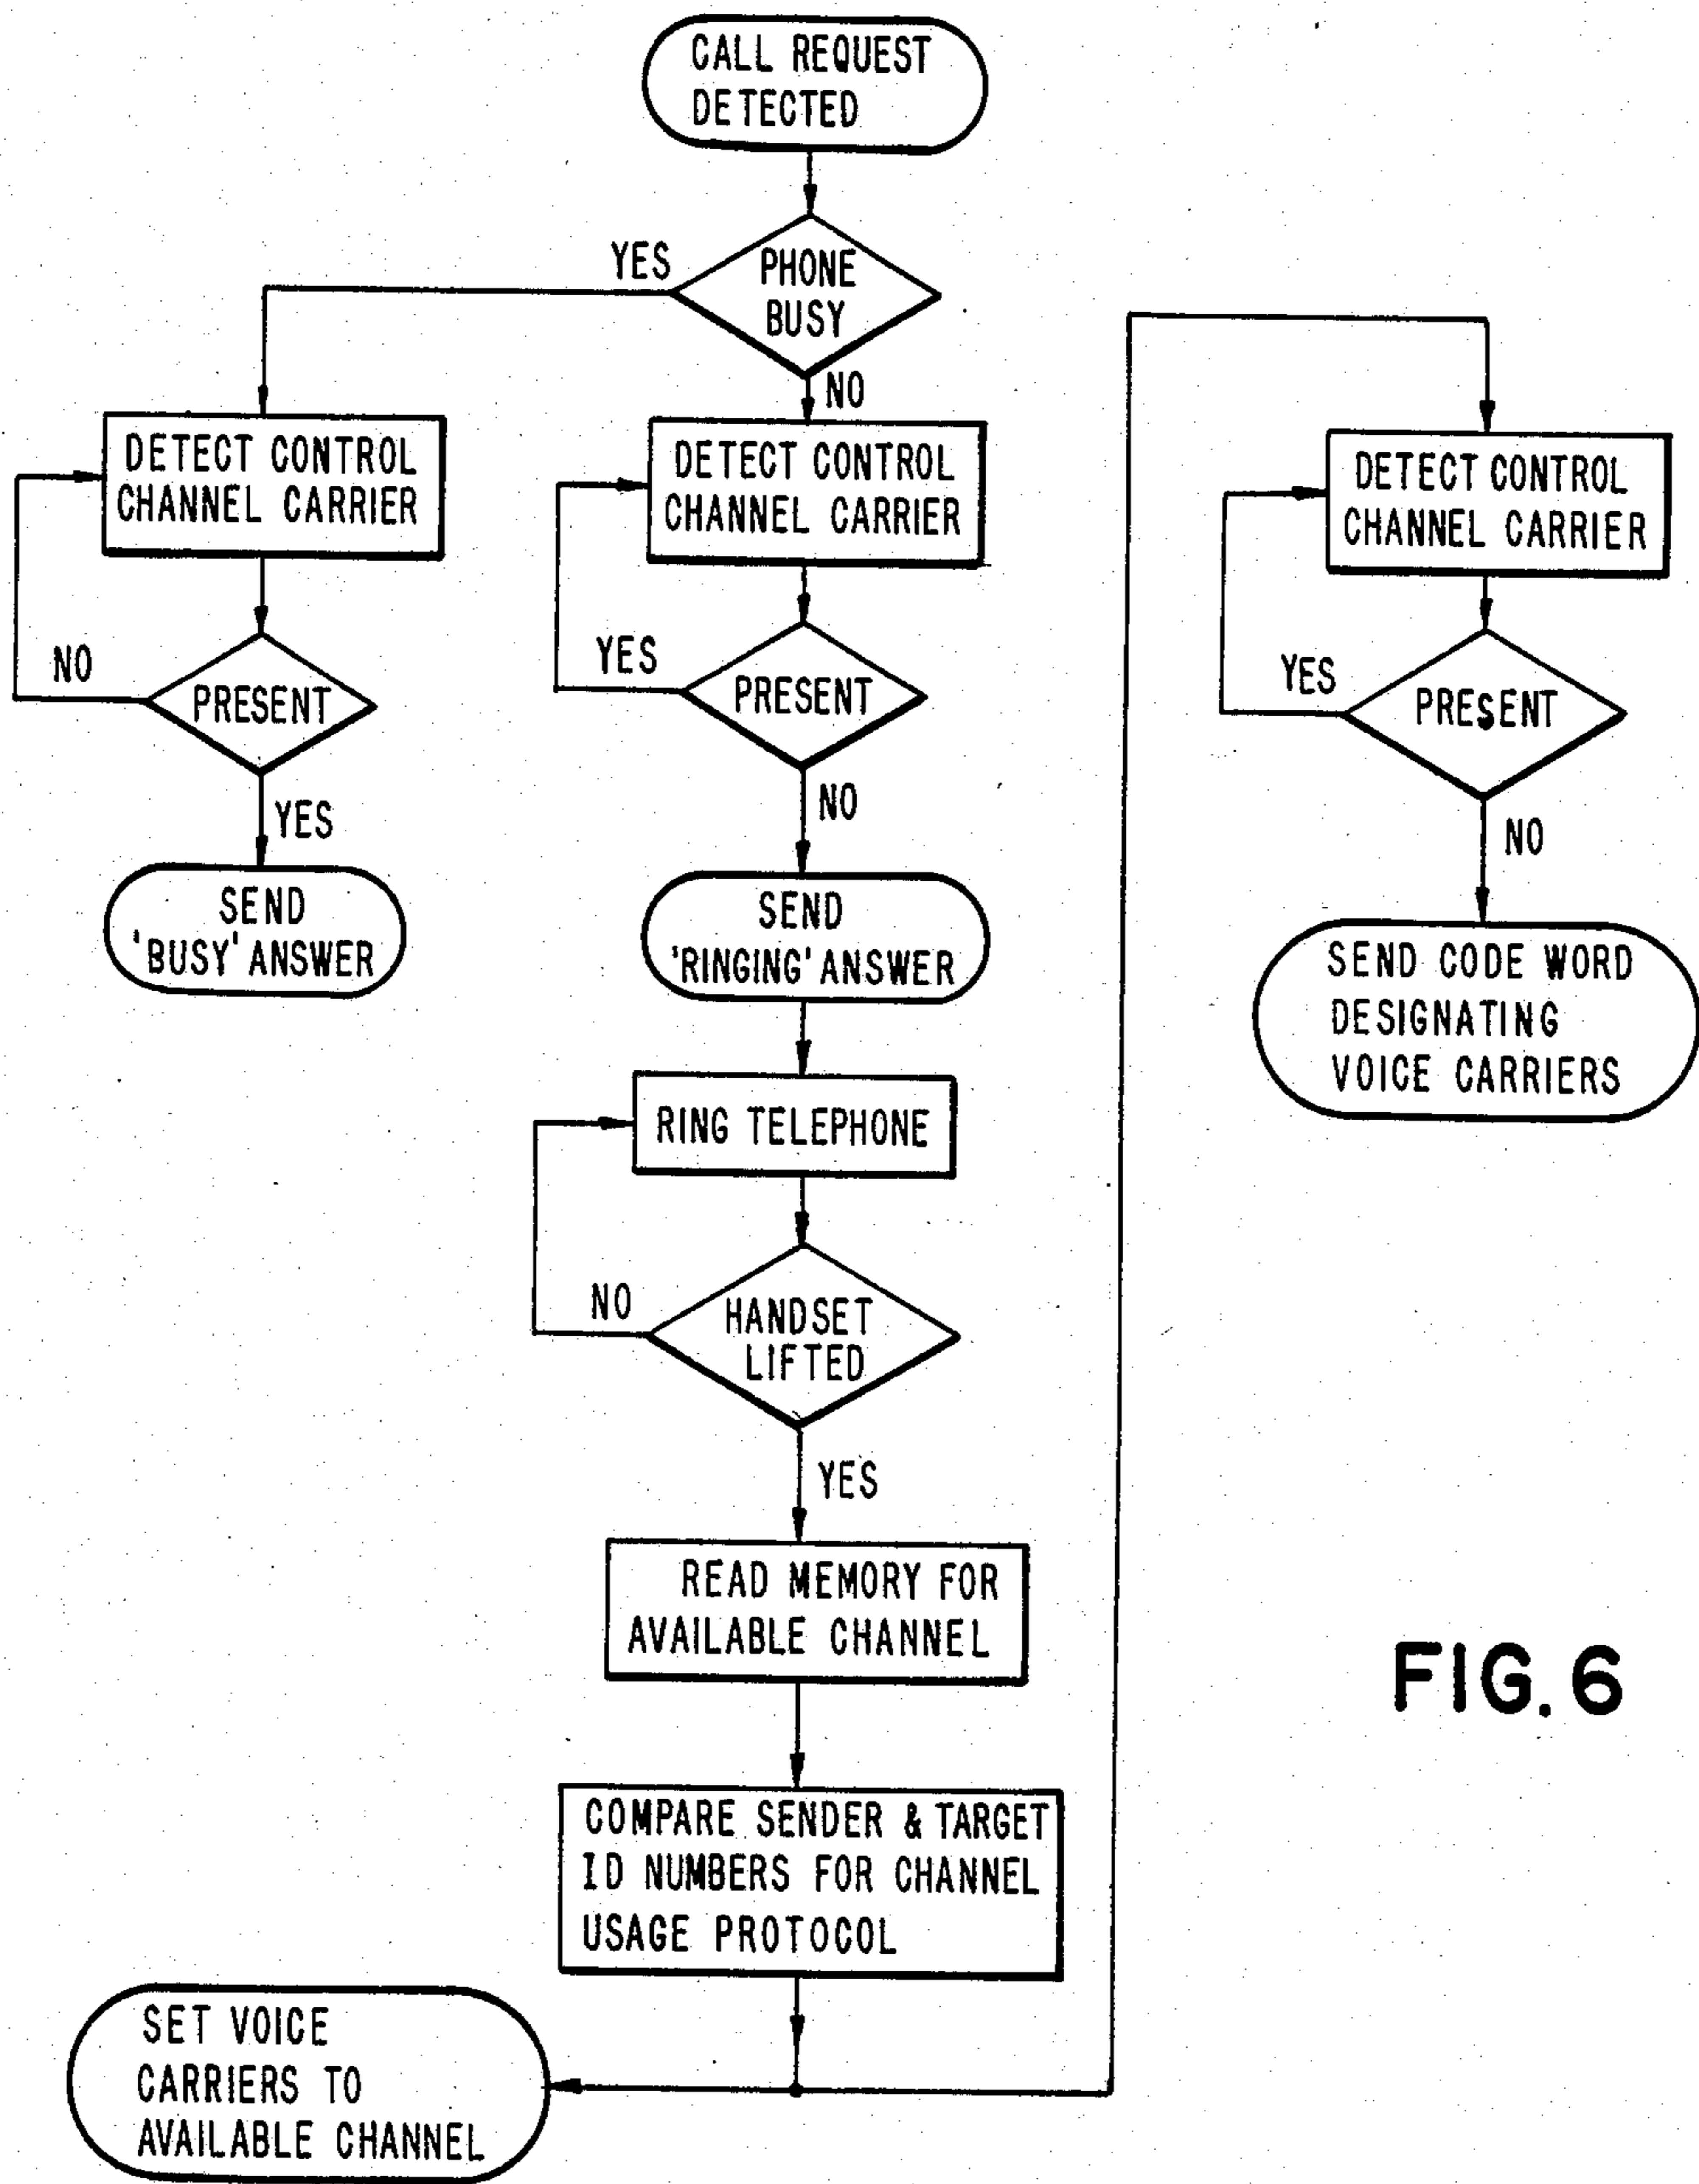 CALL REQUEST
DETECTED
PHONE
BUSY
YES
NO
DETECT CONTROL
CHANNEL CARRIER
PRESENT
NO
YES
SEND
'BUSY' ANSWER
DETECT CONTROL
CHANNEL CARRIER
PRESENT
YES
NO
SEND
'RINGING' ANSWER
RING TELEPHONE
HANDSET
LIFTED
NO
YES
READ MEMORY FOR
AVAILABLE CHANNEL
COMPARE SENDER & TARGET
ID NUMBERS FOR CHANNEL
USAGE PROTOCOL
SET VOICE
CARRIERS TO
AVAILABLE CHANNEL
DETECT CONTROL
CHANNEL CARRIER
PRESENT
YES
NO
SEND CODE WORD
DESIGNATING
VOICE CARRIERS
FIG. 6